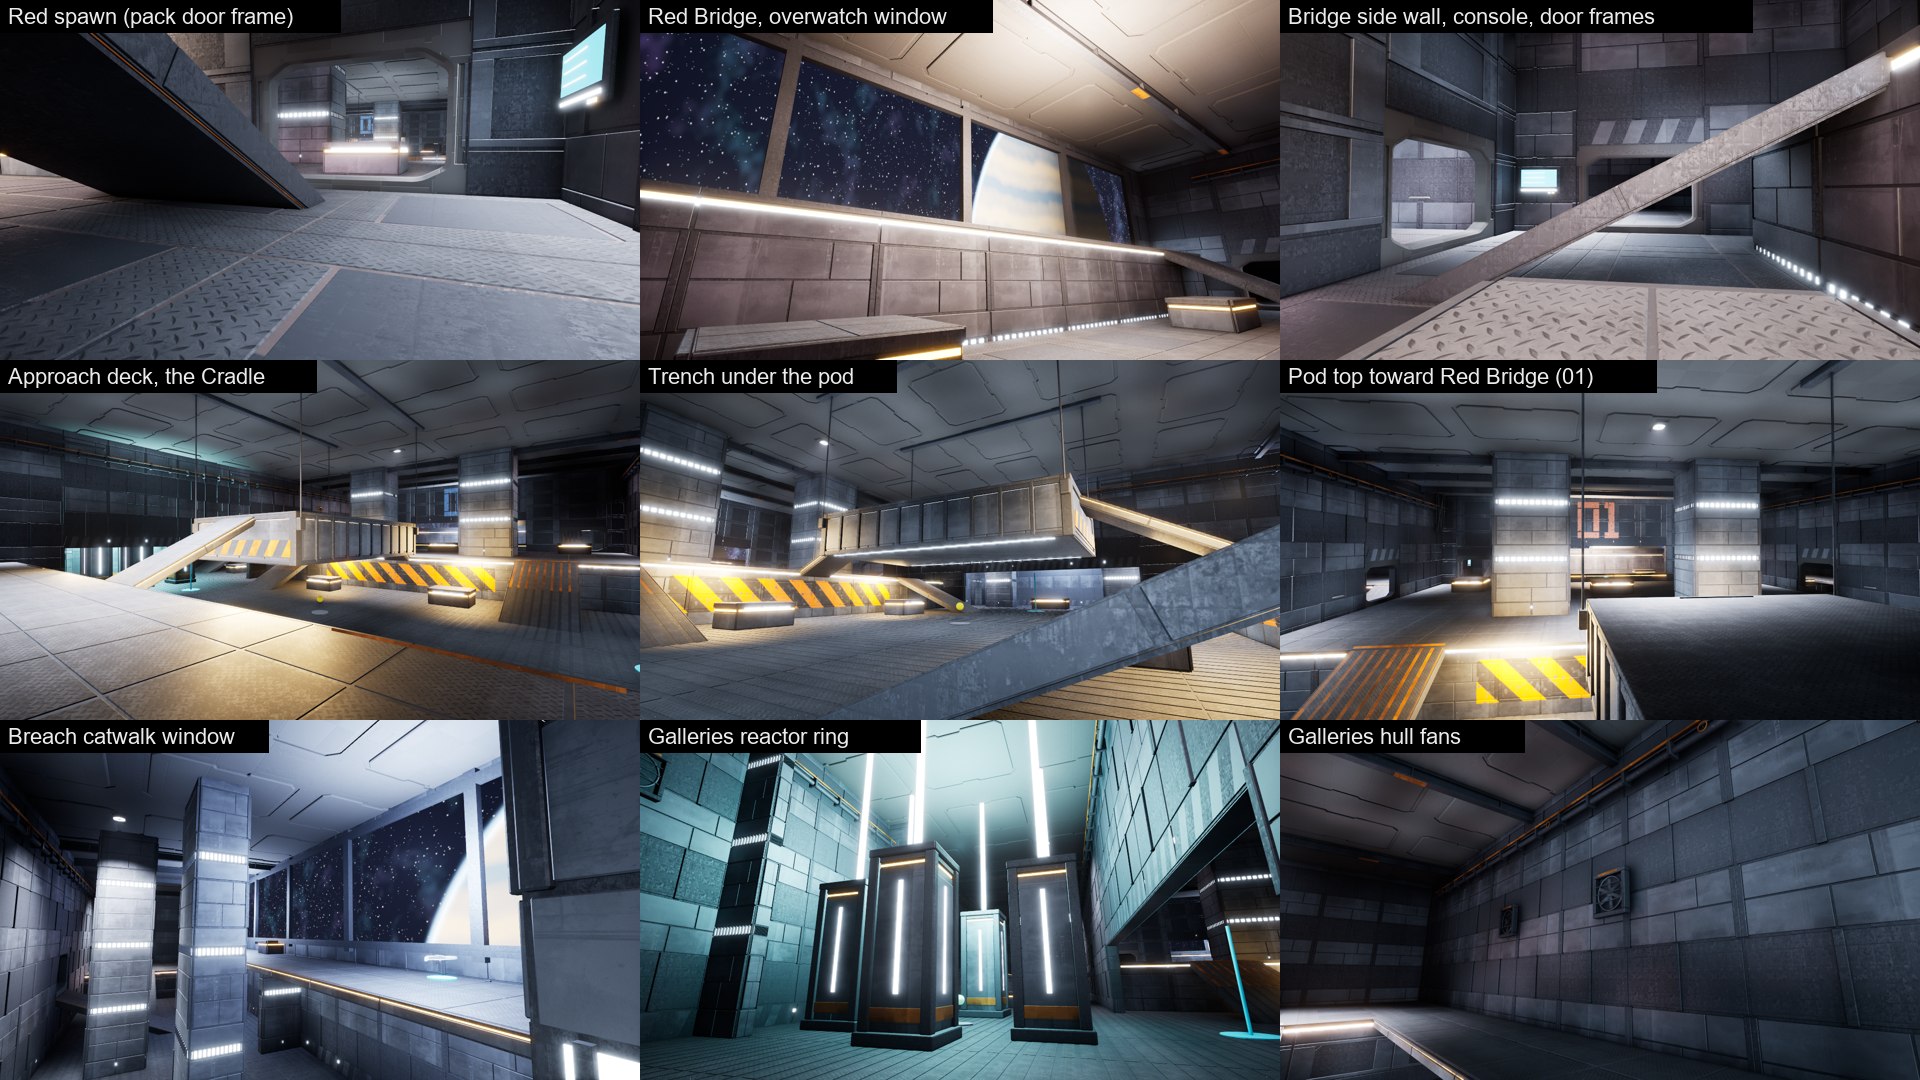 Red spawn (pack door frame)
Red Bridge, overwatch window
Bridge side wall, console, door frames
Approach deck, the Cradle
Trench under the pod
Pod top toward Red Bridge (01)
01
Breach catwalk window
Galleries reactor ring
Galleries hull fans